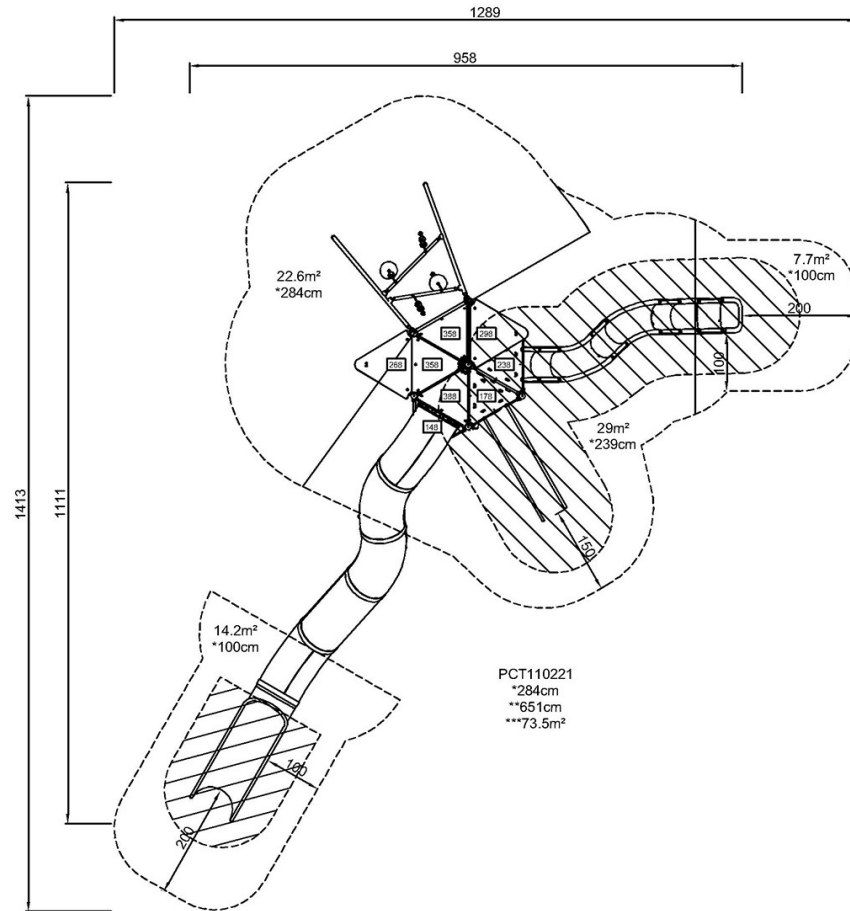 1289
958
1413
1111
22.6m²
*284cm
7.7m²
*100cm
200
358
298
268
358
238
388
178
148
100
29m²
*239cm
150
14.2m²
*100cm
PCT110221
*284cm
**651cm
***73.5m²
100
200